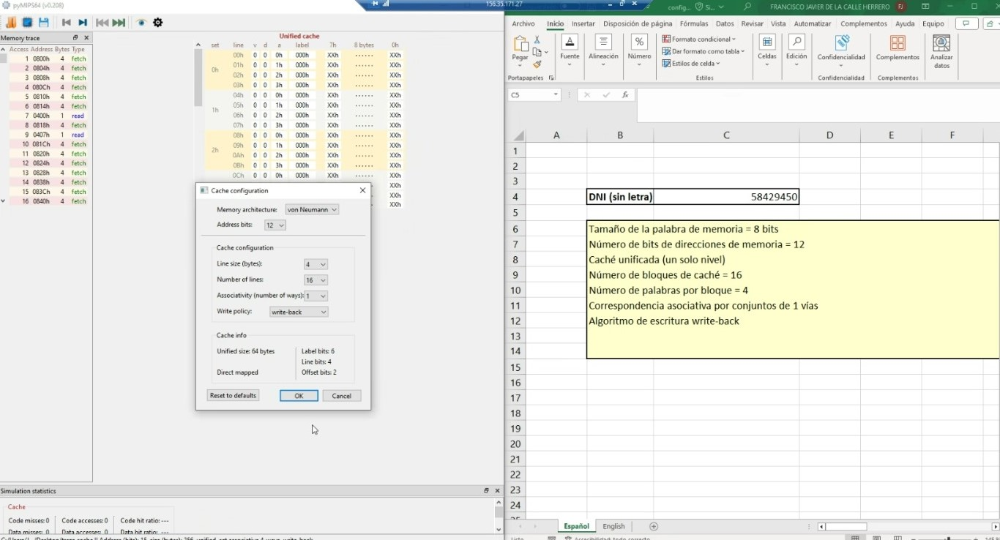 pyMIPS64 (v0.208)
Memory trace
Access Address Bytes Type
1 0800h 4 fetch
2 0804h 4 fetch
3 0808h 4 fetch
4 080Ch 4 fetch
5 0810h 4 fetch
6 0814h 4 fetch
7 0400h 1 read
8 0818h 4 fetch
9 0407h 1 read
10 081Ch 4 fetch
11 0820h 4 fetch
12 0824h 4 fetch
13 0828h 4 fetch
14 0838h 4 fetch
15 083Ch 4 fetch
16 0840h 4 fetch
Unified cache
set line v d a label 7h 8 bytes 0h
0h
00h 0 0 0h 000h XXh ...... XXh
01h 0 0 1h 000h XXh ...... XXh
02h 0 0 2h 000h XXh ...... XXh
03h 0 0 3h 000h XXh ...... XXh
1h
04h 0 0 0h 000h XXh ...... XXh
05h 0 0 1h 000h XXh ...... XXh
06h 0 0 2h 000h XXh ...... XXh
07h 0 0 3h 000h XXh ...... XXh
2h
08h 0 0 0h 000h XXh ...... XXh
09h 0 0 1h 000h XXh ...... XXh
0Ah 0 0 2h 000h XXh ...... XXh
0Bh 0 0 3h 000h XXh ...... XXh
0Ch 0 0 0h 000h XXh ...... XXh
XXh
XXh
XXh
Cache configuration
Memory architecture: von Neumann
Address bits: 12
Cache configuration
Line size (bytes): 4
Number of lines: 16
Associativity (number of ways): 1
Write policy: write-back
Cache info
Unified size: 64 bytes
Label bits: 6
Line bits: 4
Direct mapped
Offset bits: 2
Reset to defaults OK Cancel
Simulation statistics
Cache
Code misses: 0 Code accesses: 0 Code hit ratio: ---
Data misses: 0 Data accesses: 0 Data hit ratio: ---
156.35.171.27
config... Si... FRANCISCO JAVIER DE LA CALLE HERRERO FJ
Archivo Inicio Insertar Disposición de página Fórmulas Datos Revisar Vista Automatizar Complementos Ayuda Equipo
Pegar
Fuente
Alineación
Número
Formato condicional
Dar formato como tabla
Estilos de celda
Celdas
Edición
Confidencialidad
Complementos
Analizar datos
Portapapeles Estilos Confidencialidad Complementos
C5 fx
A B C D E F
1
2
3
4 DNI (sin letra) 58429450
5
6 Tamaño de la palabra de memoria = 8 bits
7 Número de bits de direcciones de memoria = 12
8 Caché unificada (un solo nivel)
9 Número de bloques de caché = 16
10 Número de palabras por bloque = 4
11 Correspondencia asociativa por conjuntos de 1 vías
12 Algoritmo de escritura write-back
13
14
15
16
17
18
19
20
21
22
23
24
Español English